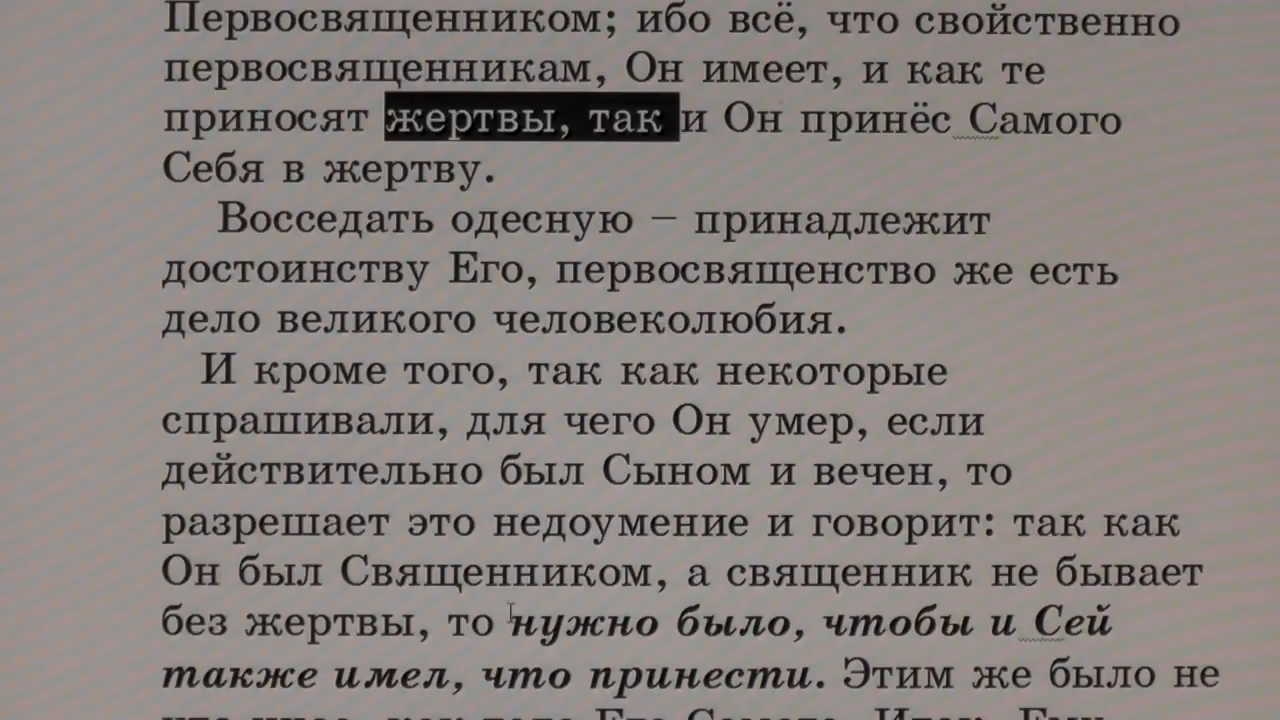 Первосвященником; ибо всё, что свойственно
первосвященникам, Он имеет, и как те
приносят жертвы, так и Он принёс Самого
Себя в жертву.
Восседать одесную – принадлежит
достоинству Его, первосвященство же есть
дело великого человеколюбия.
И кроме того, так как некоторые
спрашивали, для чего Он умер, если
действительно был Сыном и вечен, то
разрешает это недоумение и говорит: так как
Он был Священником, а священник не бывает
без жертвы, то нужно было, чтобы и Сей
также имел, что принести. Этим же было не